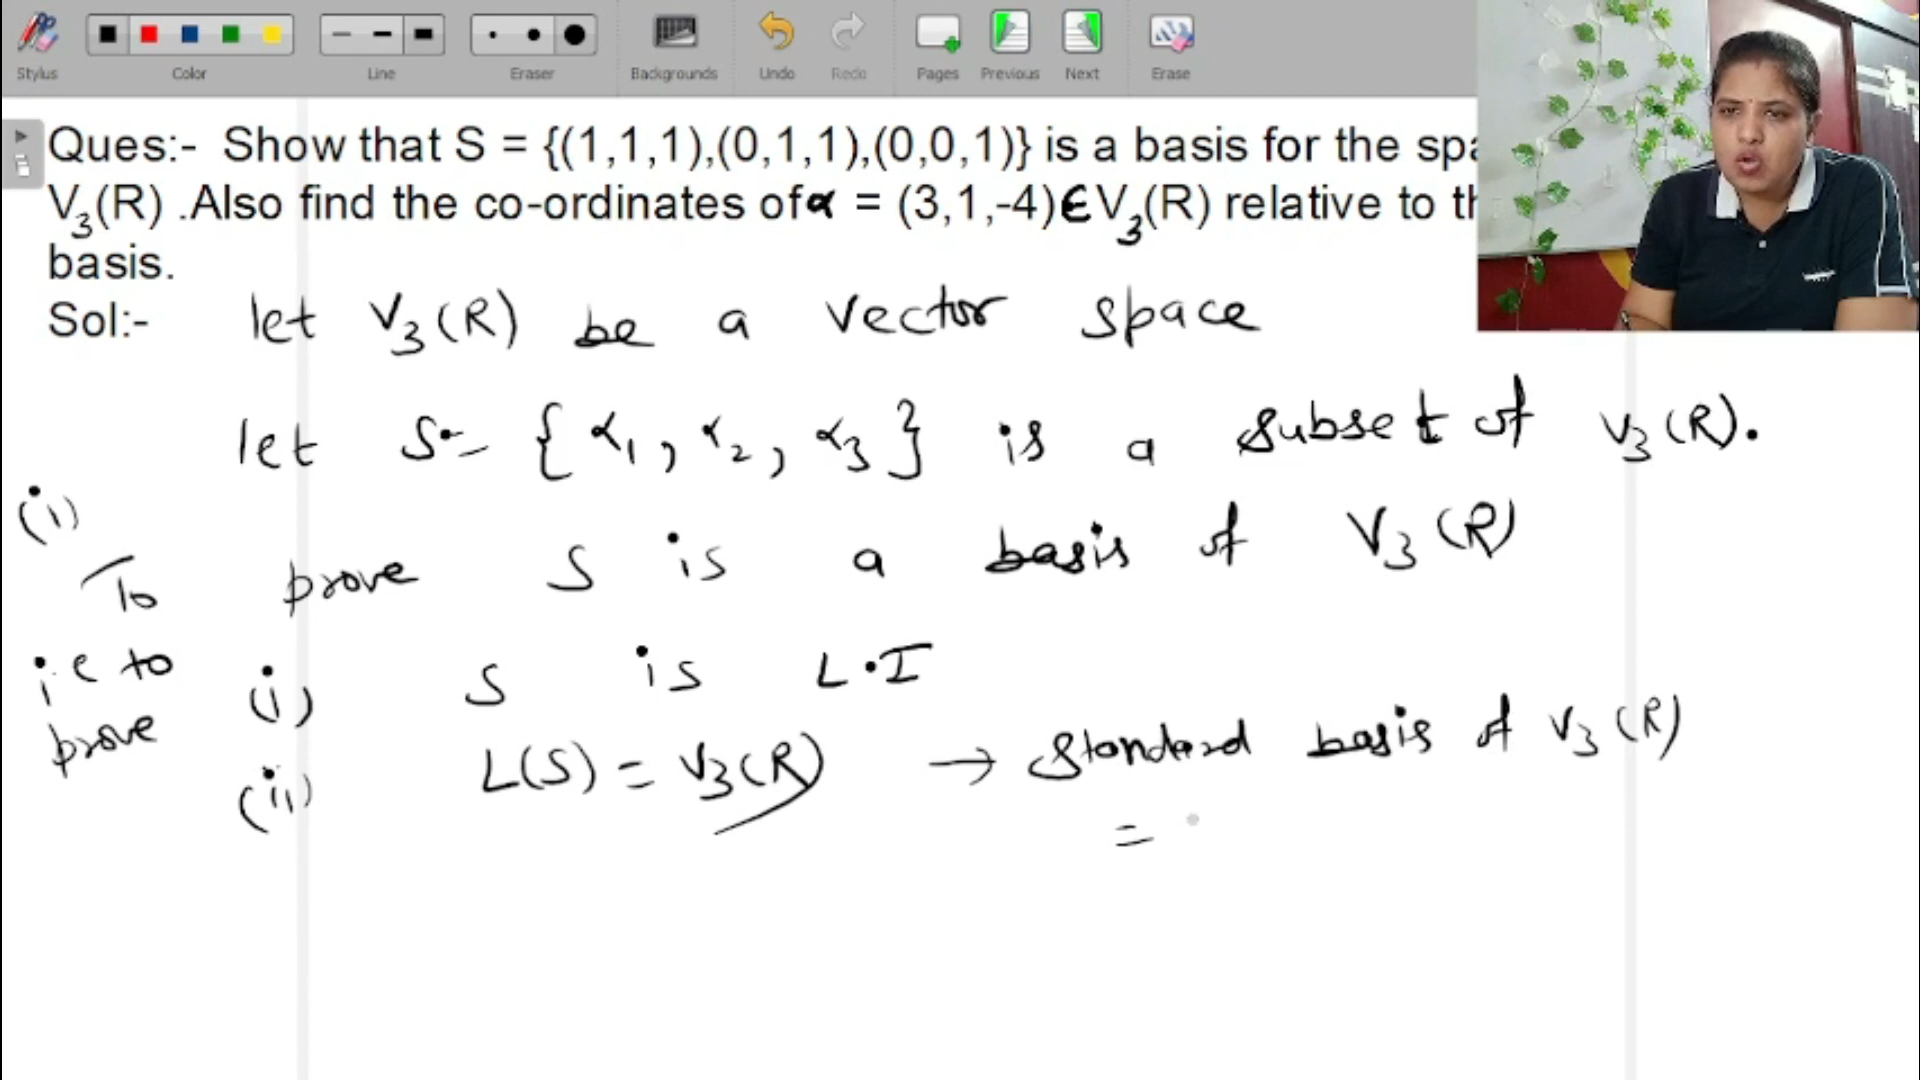 Stylus Color Line Eraser Backgrounds Undo Redo Pages Previous Next Erase
Ques:- Show that S = {(1,1,1),(0,1,1),(0,0,1)} is a basis for the
V₃(R) .Also find the co-ordinates of α = (3,1,-4)ϵV₃(R) relative to
basis.
Sol:- let V₃(R) be a vector space
let S = {α₁, α₂, α₃} is a subset of V₃(R).
(i)
To prove S is a basis of V₃(R)
i.e to prove (i) S is L.I
(ii) L(S) = V₃(R) → Standard basis of V₃(R)
=